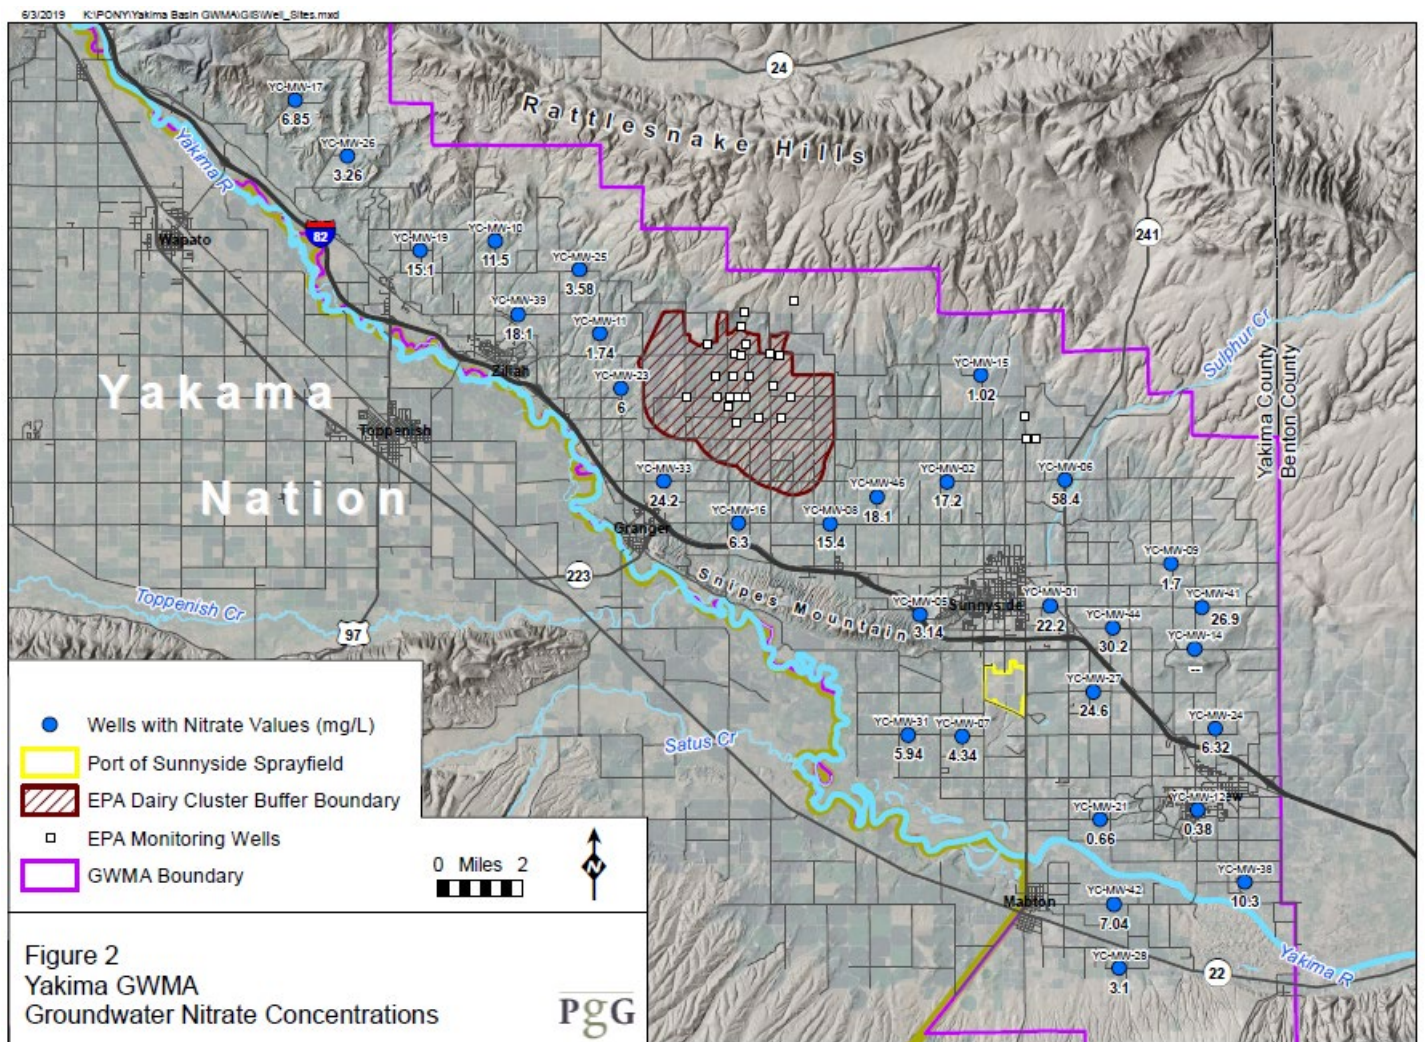 6/3/2019 K:\PONY\Yakima Basin GWMA\GIS\Well_Sites.mxd
24
YC-MW-17
6.85
Rattlesnake Hills
YC-MW-26
3.26
Yakima R
82
Wapato
241
YC-MW-19
15.1
YC-MW-10
11.5
YC-MW-25
3.58
YC-MW-39
18.1
YC-MW-11
1.74
Sulphur Cr
Yakima County
Benton County
Zillah
YC-MW-23
6
YC-MW-15
1.02
Yakama
Nation
Toppenish
YC-MW-33
24.2
YC-MW-16
6.3
YC-MW-08
15.4
YC-MW-46
18.1
YC-MW-02
17.2
YC-MW-06
58.4
Granger
223
Snipes Mountain
Toppenish Cr
97
YC-MW-09
1.7
YC-MW-05
3.14
Sunnyside
YC-MW-01
22.2
YC-MW-44
30.2
YC-MW-41
26.9
YC-MW-14
--
YC-MW-27
24.6
YC-MW-31
5.94
YC-MW-07
4.34
YC-MW-24
6.32
Satus Cr
YC-MW-21
0.66
YC-MW-12
0.38
YC-MW-38
10.3
Mabton
YC-MW-42
7.04
YC-MW-28
3.1
22
Yakima R
Wells with Nitrate Values (mg/L)
Port of Sunnyside Sprayfield
EPA Dairy Cluster Buffer Boundary
EPA Monitoring Wells
GWMA Boundary
0 Miles 2
N
Figure 2
Yakima GWMA
Groundwater Nitrate Concentrations
PgG